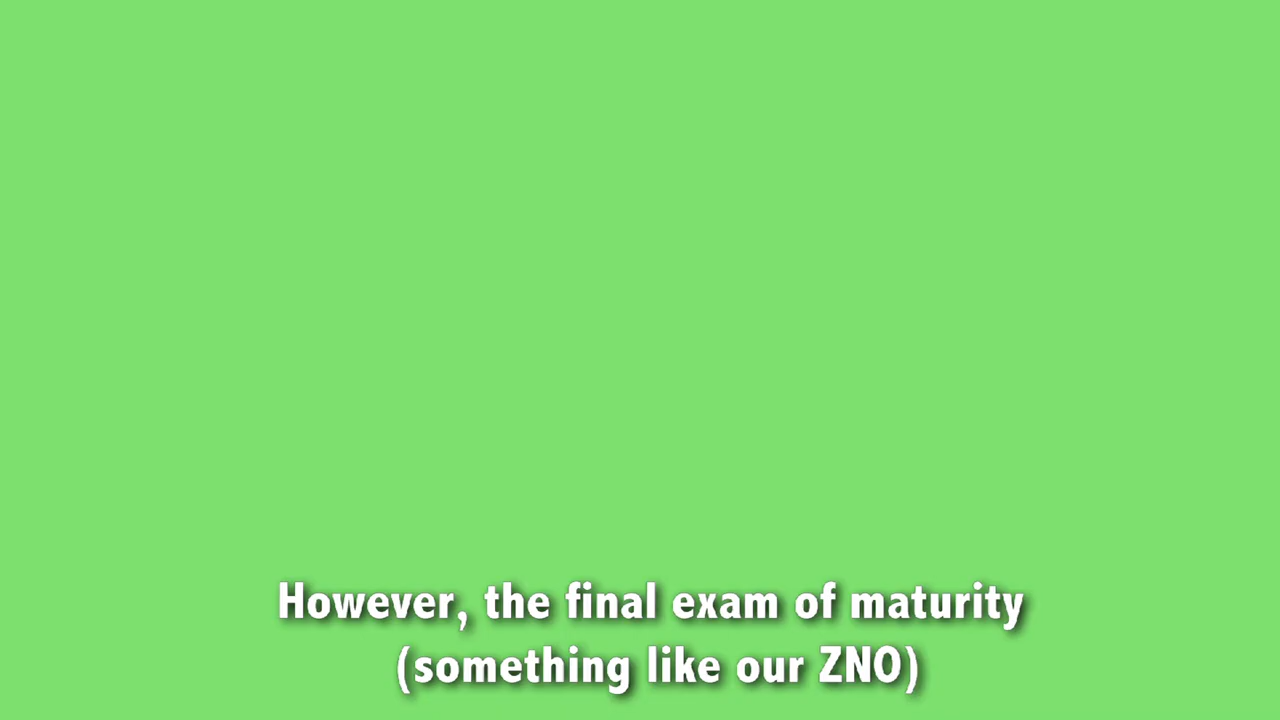 However, the final exam of maturity
(something like our ZNO)